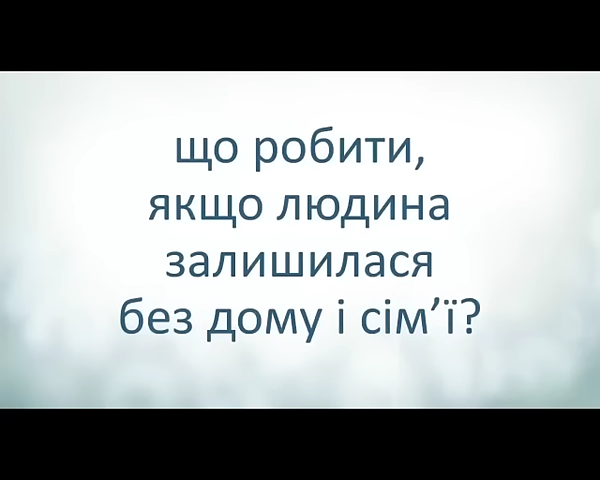 що робити,
якщо людина
залишилася
без дому і сім’ї?